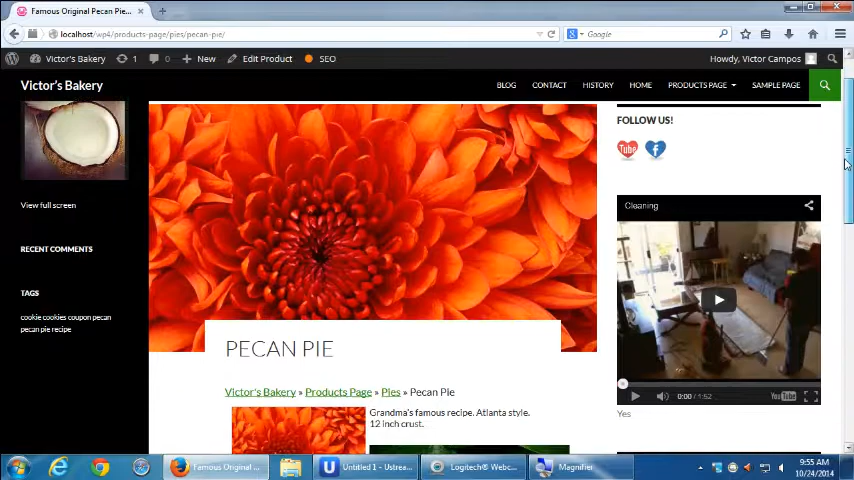 Famous Original Pecan Pie...
localhost/wp4/products-page/pies/pecan-pie/
Google
Victor's Bakery
1
0
New
Edit Product
SEO
Howdy, Victor Campos
Victor's Bakery
BLOG
CONTACT
HISTORY
HOME
PRODUCTS PAGE
SAMPLE PAGE
FOLLOW US!
Tube
f
View full screen
Cleaning
RECENT COMMENTS
TAGS
cookie cookies coupon pecan
pecan pie recipe
PECAN PIE
Victor's Bakery » Products Page » Pies » Pecan Pie
Grandma's famous recipe. Atlanta style.
12 inch crust.
0:00 / 1:52
YouTube
Yes
Famous Original ...
Untitled 1 - Ustrea...
Logitech® Webc...
Magnifier
9:55 AM
10/24/2014